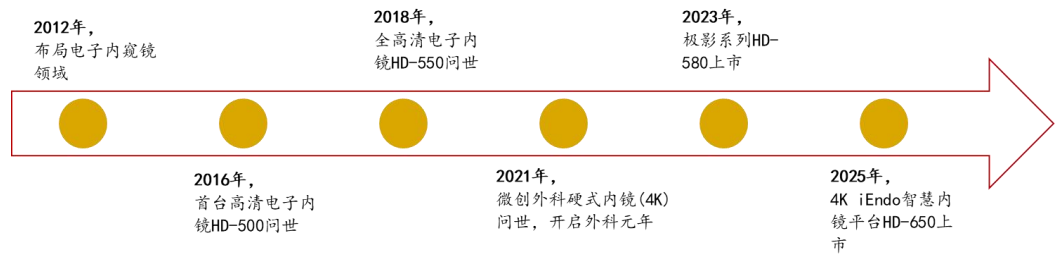 2012年，
布局电子内窥镜
领域
2016年，
首台高清电子内
镜HD-500问世
2018年，
全高清电子内
镜HD-550问世
2021年，
微创外科硬式内镜(4K)
问世，开启外科元年
2023年，
极影系列HD-
580上市
2025年，
4K iEndo智慧内
镜平台HD-650上
市